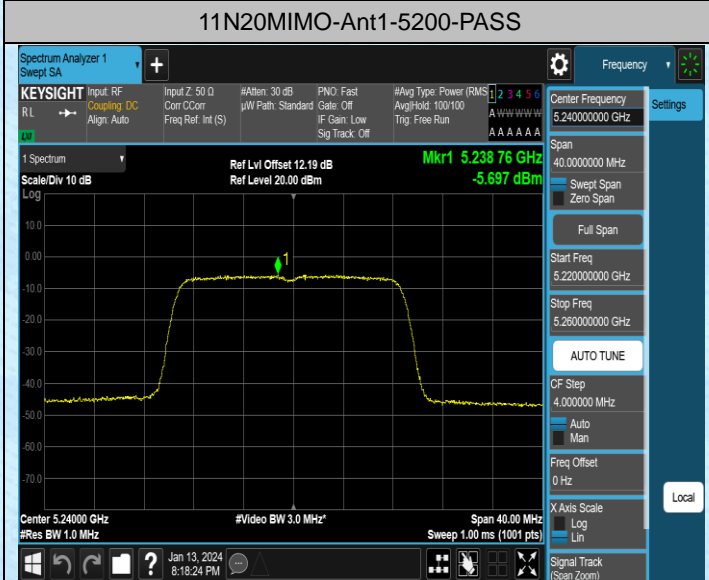 11N20MIMO-Ant1-5200-PASS
Spectrum Analyzer 1
Swept SA
+
Frequency
KEYSIGHT
RL
LXI
Input: RF
Coupling: DC
Align: Auto
Input Z: 50 Ω
Corr CCorr
Freq Ref: Int (S)
#Atten: 30 dB
µW Path: Standard
PNO: Fast
Gate: Off
IF Gain: Low
Sig Track: Off
#Avg Type: Power (RMS
Avg|Hold: 100/100
Trig: Free Run
1 2 3 4 5 6
A W W W W W
A A A A A A
1 Spectrum
Scale/Div 10 dB
Log
Ref Lvl Offset 12.19 dB
Ref Level 20.00 dBm
Mkr1 5.238 76 GHz
-5.697 dBm
10.0
0.00
-10.0
-20.0
-30.0
-40.0
-50.0
-60.0
-70.0
1
Center 5.24000 GHz
#Res BW 1.0 MHz
#Video BW 3.0 MHz*
Span 40.00 MHz
Sweep 1.00 ms (1001 pts)
?
Jan 13, 2024
8:18:24 PM
Center Frequency
5.240000000 GHz
Settings
Span
40.0000000 MHz
Swept Span
Zero Span
Full Span
Start Freq
5.220000000 GHz
Stop Freq
5.260000000 GHz
AUTO TUNE
CF Step
4.000000 MHz
Auto
Man
Freq Offset
0 Hz
X Axis Scale
Log
Lin
Local
Signal Track
(Span Zoom)